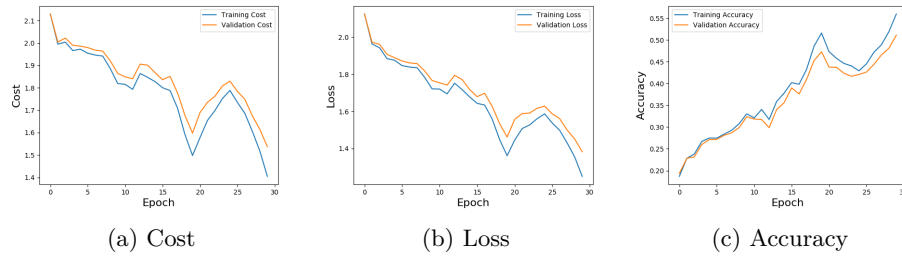 Training Cost
Validation Cost
2.1
2.0
1.9
1.8
1.7
1.6
1.5
1.4
Cost
0
5
10
15
20
25
30
Epoch
(a) Cost
Training Loss
Validation Loss
2.0
1.8
1.6
1.4
Loss
0
5
10
15
20
25
30
Epoch
(b) Loss
Training Accuracy
Validation Accuracy
0.55
0.50
0.45
0.40
0.35
0.30
0.25
0.20
Accuracy
0
5
10
15
20
25
30
Epoch
(c) Accuracy